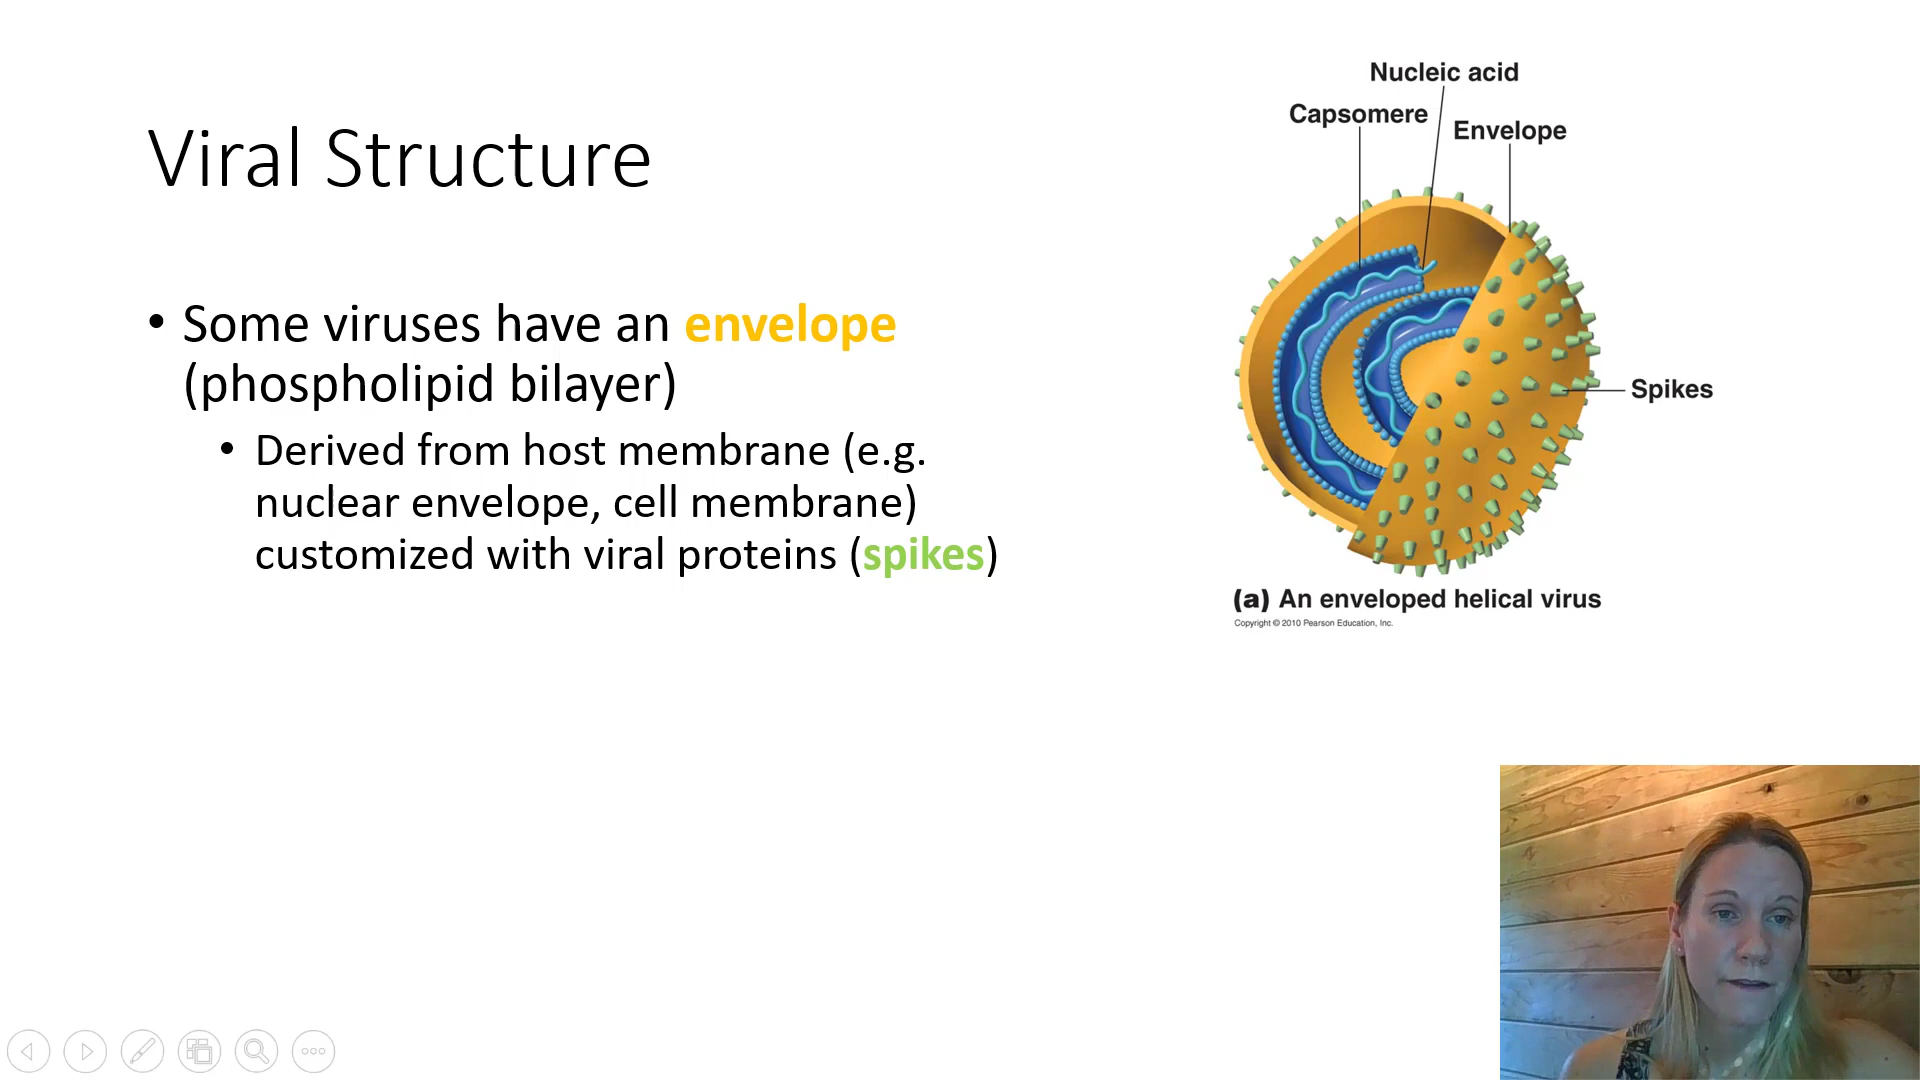 Viral Structure
• Some viruses have an envelope
(phospholipid bilayer)
• Derived from host membrane (e.g.
nuclear envelope, cell membrane)
customized with viral proteins (spikes)
Nucleic acid
Capsomere
Envelope
Spikes
(a) An enveloped helical virus
Copyright © 2010 Pearson Education, Inc.